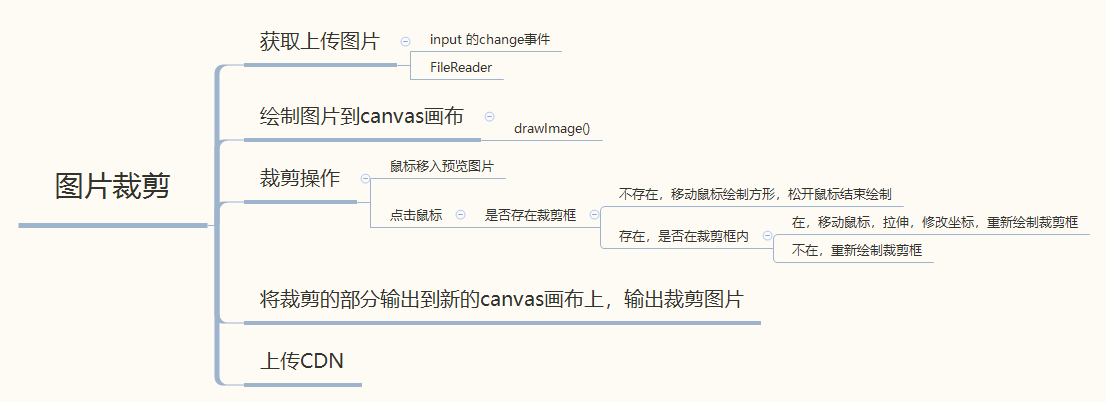 图片裁剪
获取上传图片
input 的change事件
FileReader
绘制图片到canvas画布
drawImage()
裁剪操作
鼠标移入预览图片
点击鼠标
是否存在裁剪框
不存在，移动鼠标绘制方形，松开鼠标结束绘制
存在，是否在裁剪框内
在，移动鼠标，拉伸，修改坐标，重新绘制裁剪框
不在，重新绘制裁剪框
将裁剪的部分输出到新的canvas画布上，输出裁剪图片
上传CDN